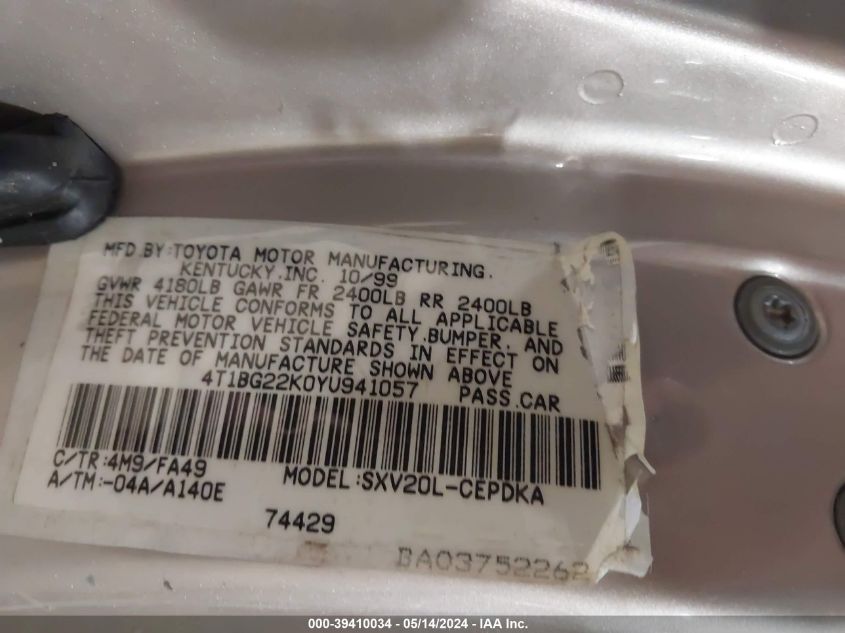 MFD.BY:TOYOTA MOTOR MANUFACTURING.
KENTUCKY.INC. 10/99
GVWR 4180LB GAWR FR 2400LB RR 2400LB
THIS VEHICLE CONFORMS TO ALL APPLICABLE
FEDERAL MOTOR VEHICLE SAFETY.BUMPER. AND
THEFT PREVENTION STANDARDS IN EFFECT ON
THE DATE OF MANUFACTURE SHOWN ABOVE
4T1BG22K0YU941057 PASS.CAR
C/TR:4M9/FA49 MODEL:SXV20L-CEPDKA
A/TM:-04A/A140E
74429
BA03752262
000-39410034 - 05/14/2024 - IAA Inc.